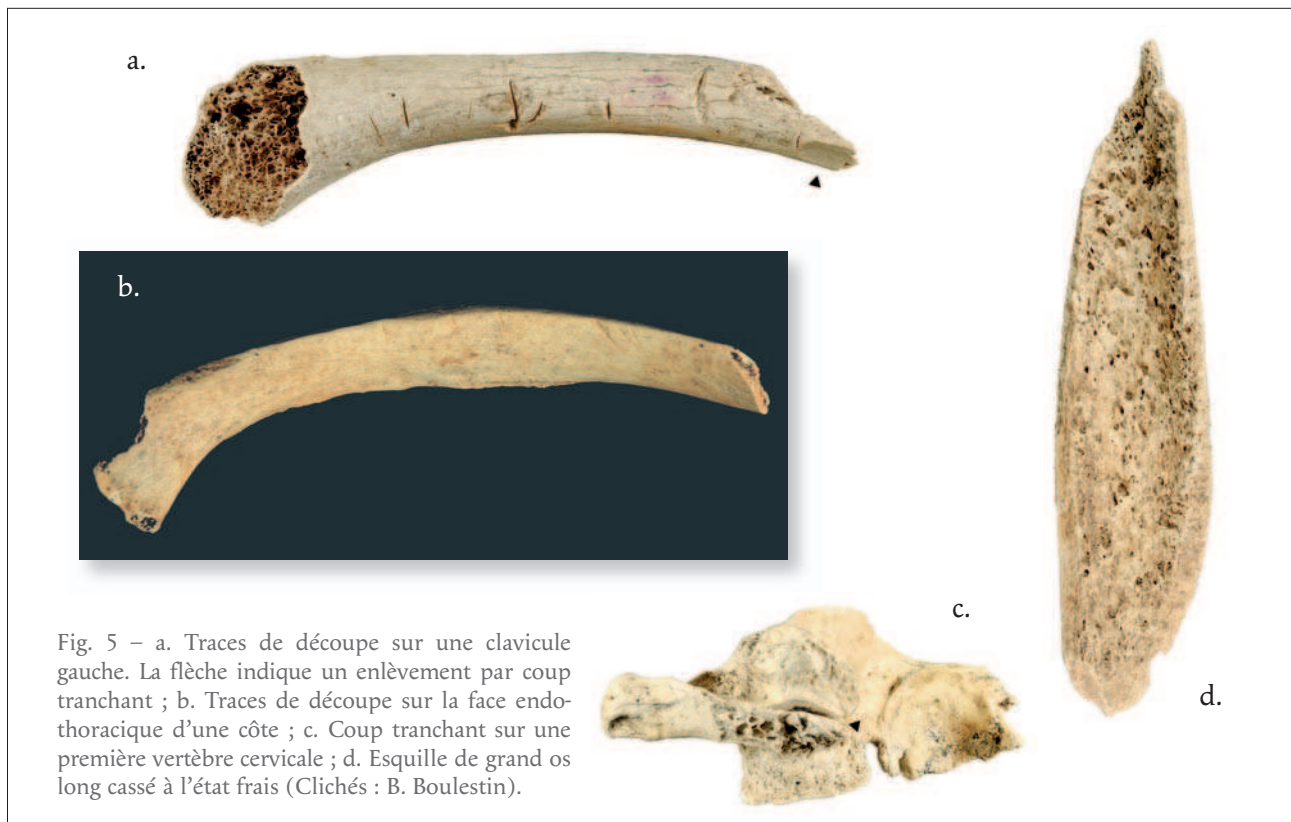 a.
b.
c.
d.
Fig. 5 – a. Traces de découpe sur une clavicule
gauche. La flèche indique un enlèvement par coup
tranchant ; b. Traces de découpe sur la face endo-
thoracique d'une côte ; c. Coup tranchant sur une
première vertèbre cervicale ; d. Esquille de grand os
long cassé à l'état frais (Clichés : B. Boulestin).